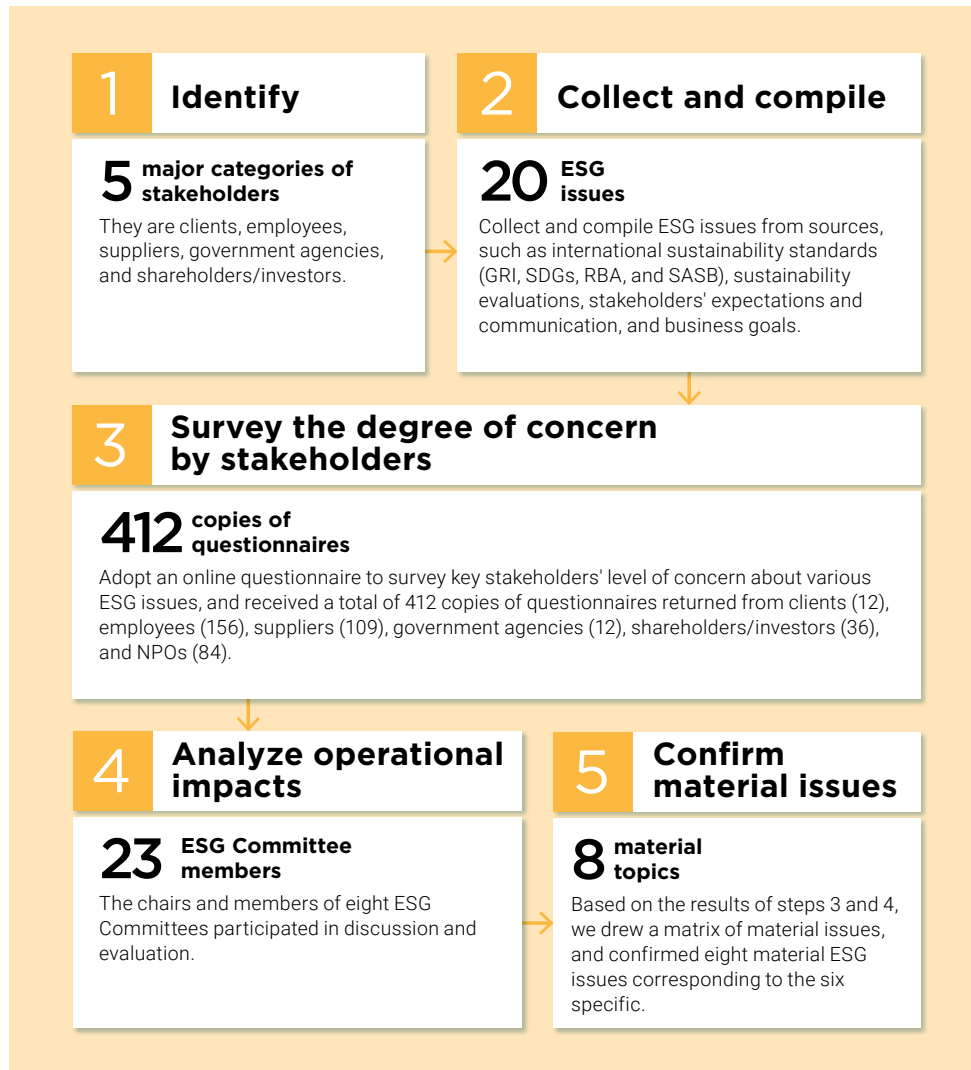 1
Identify
5 major categories of
stakeholders
They are clients, employees,
suppliers, government agencies,
and shareholders/investors.
2
Collect and compile
20 ESG
issues
Collect and compile ESG issues from sources,
such as international sustainability standards
(GRI, SDGs, RBA, and SASB), sustainability
evaluations, stakeholders' expectations and
communication, and business goals.
3
Survey the degree of concern
by stakeholders
412 copies of
questionnaires
Adopt an online questionnaire to survey key stakeholders' level of concern about various
ESG issues, and received a total of 412 copies of questionnaires returned from clients (12),
employees (156), suppliers (109), government agencies (12), shareholders/investors (36),
and NPOs (84).
4
Analyze operational
impacts
23 ESG Committee
members
The chairs and members of eight ESG
Committees participated in discussion and
evaluation.
5
Confirm
material issues
8 material
topics
Based on the results of steps 3 and 4,
we drew a matrix of material issues,
and confirmed eight material ESG
issues corresponding to the six
specific.